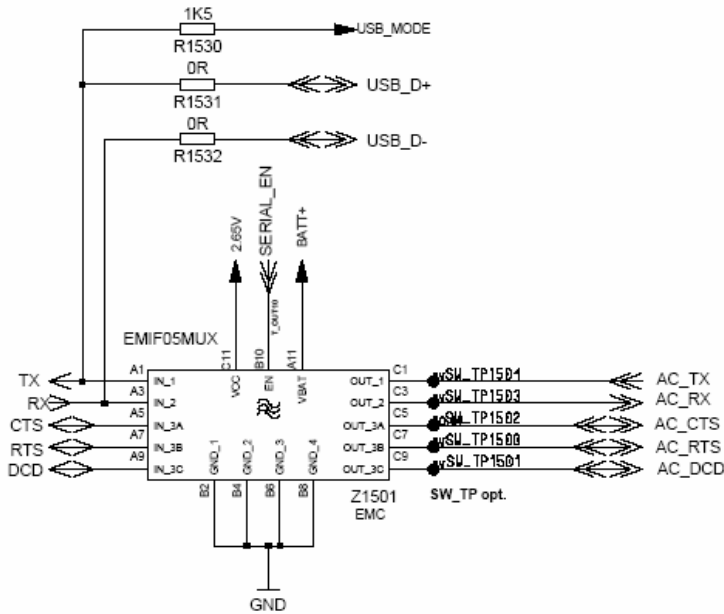 1K5
USB_MODE
R1530
0R
USB_D+
R1531
0R
USB_D-
R1532
2.65V
SERIAL_EN
BATT+
T_OUT10
EMIF05MUX
C11
B10
A11
VCC
EN
VBAT
TX
A1
IN_1
OUT_1
C1
SW_TP1504
AC_TX
RX
A3
IN_2
OUT_2
C3
SW_TP1503
AC_RX
CTS
A5
IN_3A
OUT_3A
C5
SW_TP1502
AC_CTS
RTS
A7
IN_3B
OUT_3B
C7
SW_TP1500
AC_RTS
DCD
A9
IN_3C
OUT_3C
C9
SW_TP1501
AC_DCD
GND_1
GND_2
GND_3
GND_4
B2
B4
B6
B8
Z1501
EMC
SW_TP opt.
GND